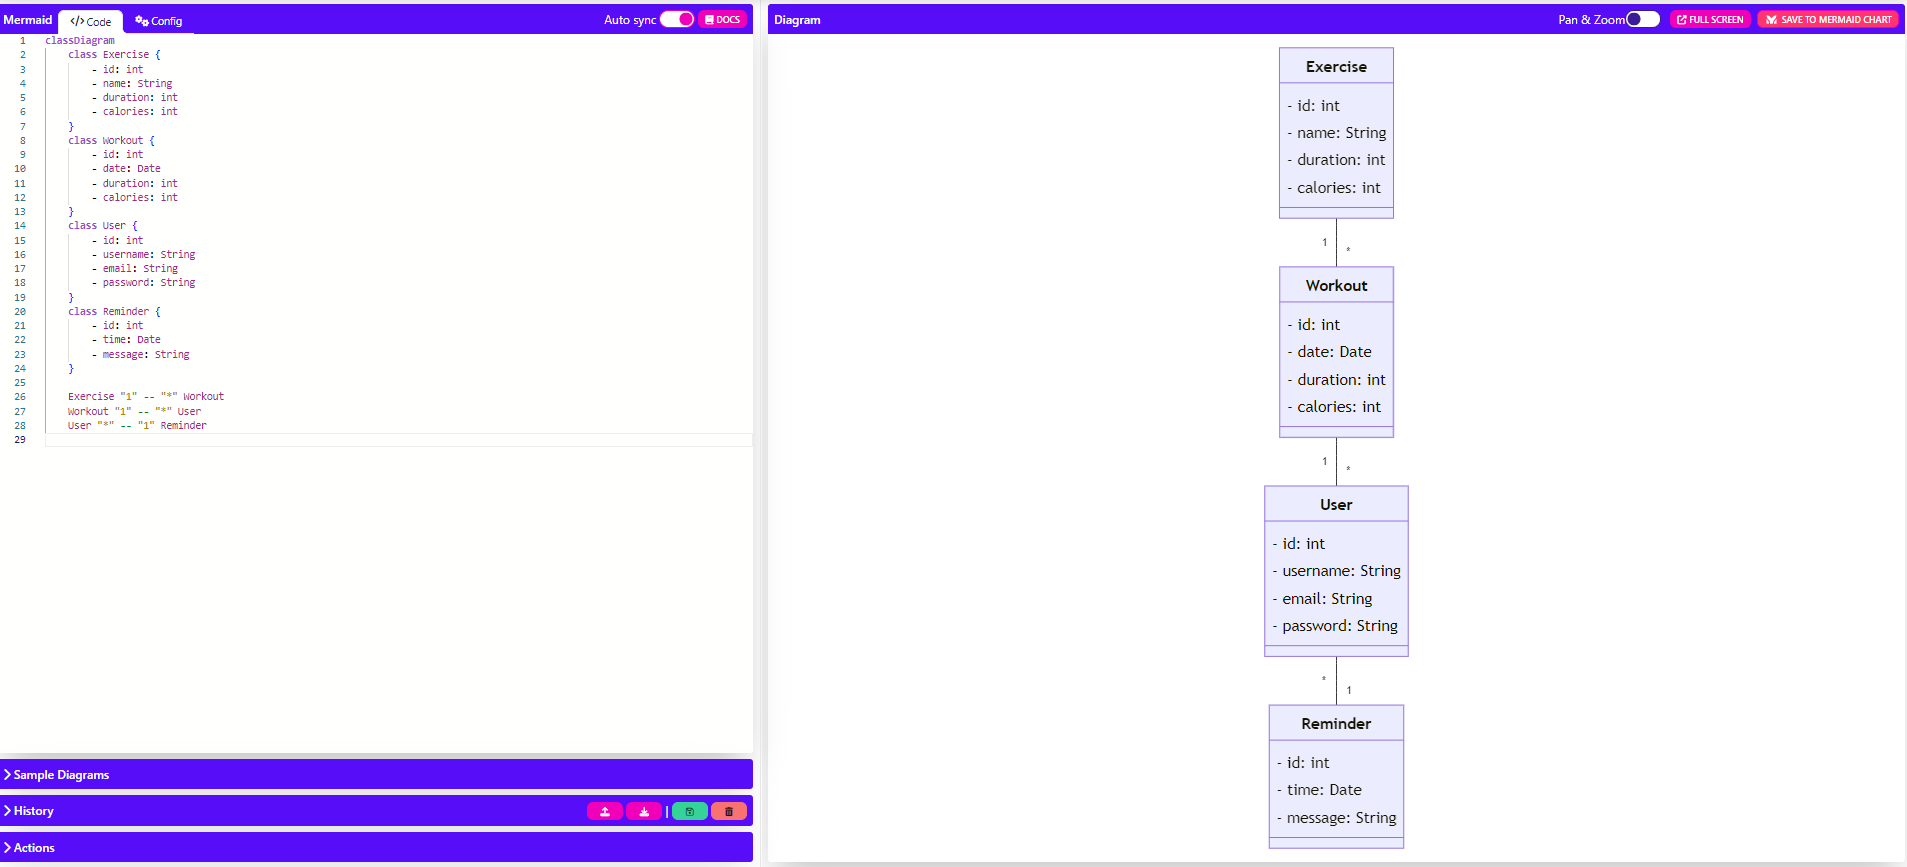 Mermaid </> Code Config Auto sync DOCS
1 classDiagram
2 class Exercise {
3 - id: int
4 - name: String
5 - duration: int
6 - calories: int
7 }
8 class Workout {
9 - id: int
10 - date: Date
11 - duration: int
12 - calories: int
13 }
14 class User {
15 - id: int
16 - username: String
17 - email: String
18 - password: String
19 }
20 class Reminder {
21 - id: int
22 - time: Date
23 - message: String
24 }
25
26 Exercise "1" -- "*" Workout
27 Workout "1" -- "*" User
28 User "*" -- "1" Reminder
29
Sample Diagrams
History
Actions
Diagram Pan & Zoom FULL SCREEN SAVE TO MERMAID CHART
Exercise
- id: int
- name: String
- duration: int
- calories: int
1 *
Workout
- id: int
- date: Date
- duration: int
- calories: int
1 *
User
- id: int
- username: String
- email: String
- password: String
* 1
Reminder
- id: int
- time: Date
- message: String